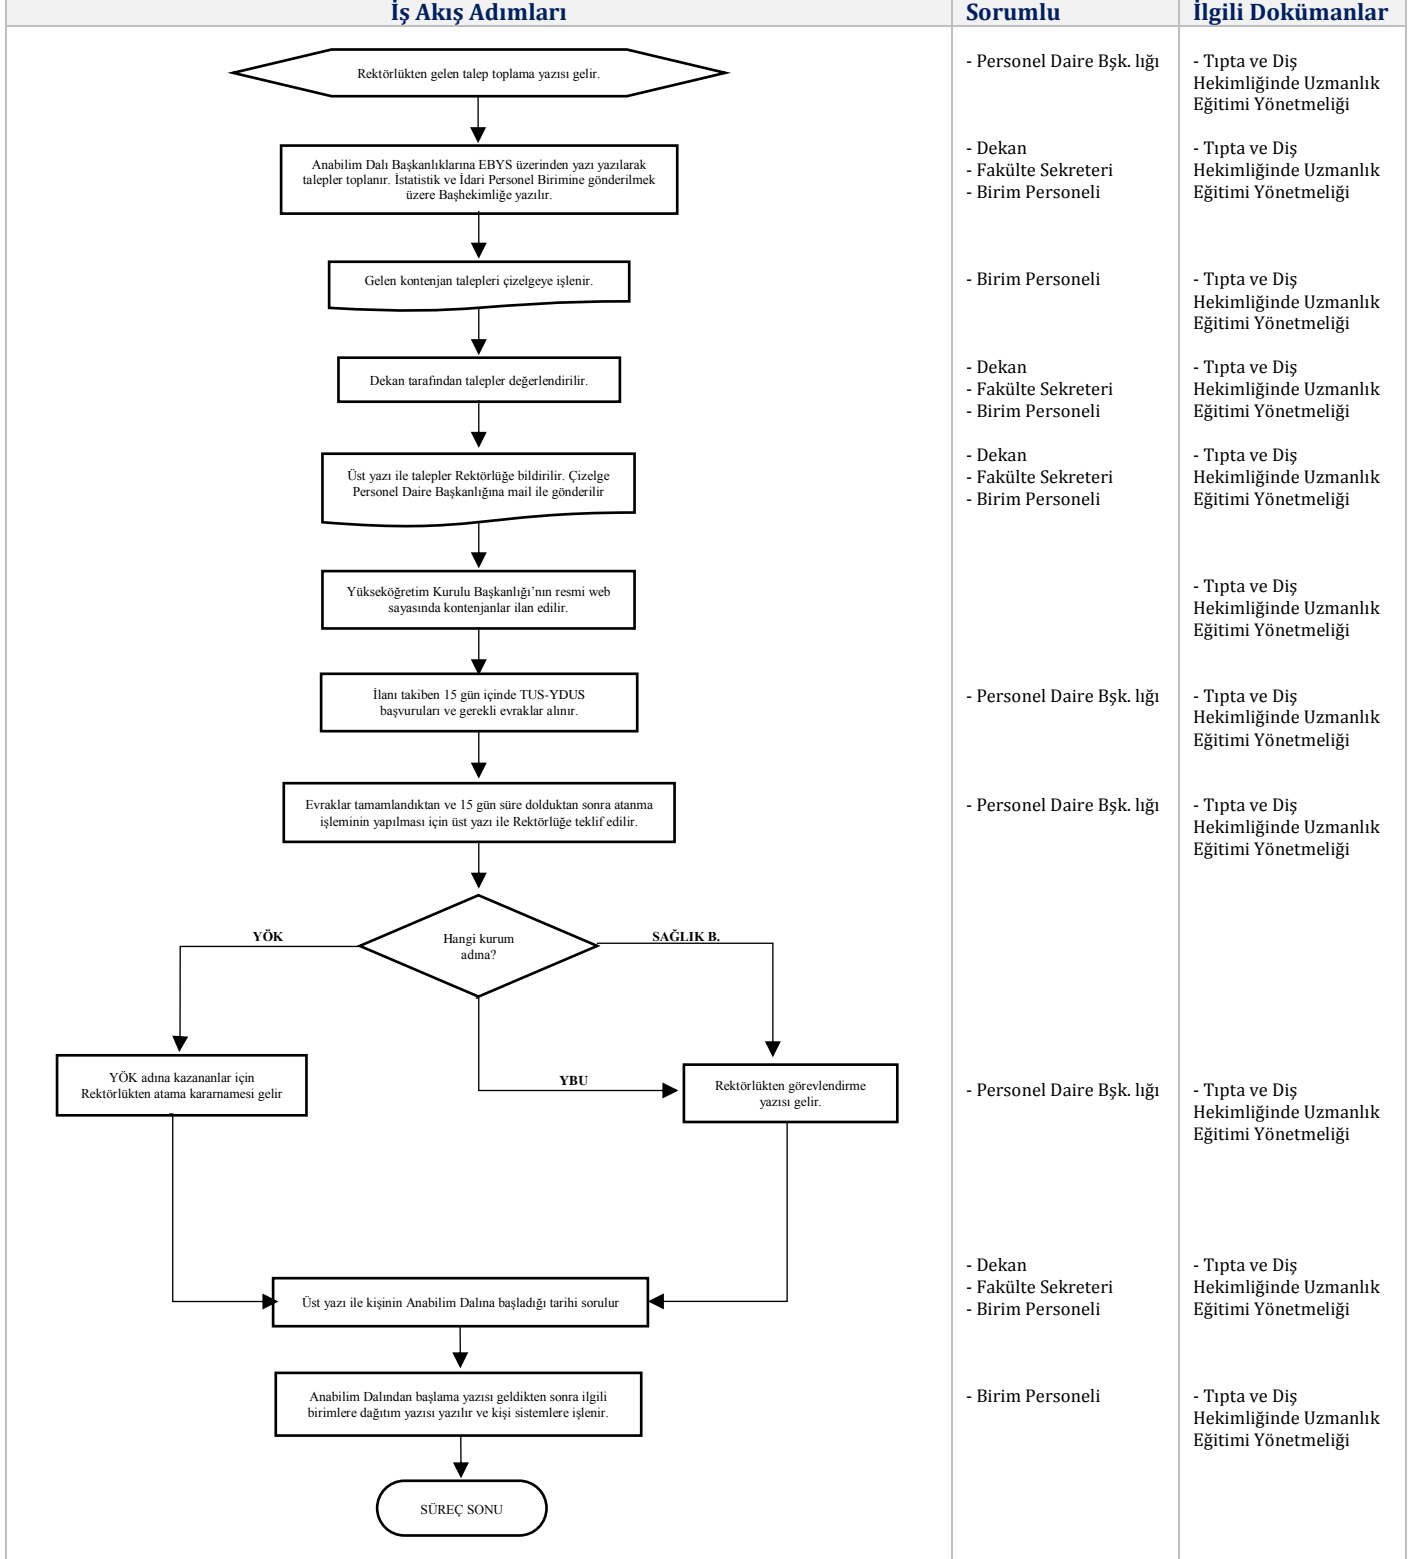 İş Akış Adımları
Sorumlu
İlgili Dokümanlar
Rektörlükten gelen talep toplama yazısi gelir.
- Personel Daire Bşk. lığı
- Tıpta ve Diş
Hekimliğinde Uzmanlık
Eğitimi Yönetmeliği
Anabilim Dalı Başkanlıklarına EBYS üzerinden yazı yazılarak
talepler toplanır. İstatistik ve İdari Personel Birimine gönderilmek
üzere Başhekimliğe yazılır.
- Dekan
- Fakülte Sekreteri
- Birim Personeli
- Tıpta ve Diş
Hekimliğinde Uzmanlık
Eğitimi Yönetmeliği
Gelen kontenjan talepleri çizelgeye işlenir.
- Birim Personeli
- Tıpta ve Diş
Hekimliğinde Uzmanlık
Eğitimi Yönetmeliği
Dekan tarafından talepler değerlendirilir.
- Dekan
- Fakülte Sekreteri
- Birim Personeli
- Tıpta ve Diş
Hekimliğinde Uzmanlık
Eğitimi Yönetmeliği
Üst yazı ile talepler Rektörlüğe bildirilir. Çizelge
Personel Daire Başkanlığına mail ile gönderilir
- Dekan
- Fakülte Sekreteri
- Birim Personeli
- Tıpta ve Diş
Hekimliğinde Uzmanlık
Eğitimi Yönetmeliği
Yükseköğretim Kurulu Başkanlığı’nın resmi web
sayasında kontenjanlar ilan edilir.
- Tıpta ve Diş
Hekimliğinde Uzmanlık
Eğitimi Yönetmeliği
İlanı takiben 15 gün içinde TUS-YDUS
başvuruları ve gerekli evraklar alınır.
- Personel Daire Bşk. lığı
- Tıpta ve Diş
Hekimliğinde Uzmanlık
Eğitimi Yönetmeliği
Evraklar tamamlandıktan ve 15 gün süre dolduktan sonra atanma
işleminin yapılması için üst yazı ile Rektörlüğe teklif edilir.
- Personel Daire Bşk. lığı
- Tıpta ve Diş
Hekimliğinde Uzmanlık
Eğitimi Yönetmeliği
YÖK
Hangi kurum
adına?
SAĞLIK B.
YBU
YÖK adına kazananlar için
Rektörlükten atama kararnamesi gelir
Rektörlükten görevlendirme
yazısı gelir.
- Personel Daire Bşk. lığı
- Tıpta ve Diş
Hekimliğinde Uzmanlık
Eğitimi Yönetmeliği
Üst yazı ile kişinin Anabilim Dalına başladığı tarihi sorulur
- Dekan
- Fakülte Sekreteri
- Birim Personeli
- Tıpta ve Diş
Hekimliğinde Uzmanlık
Eğitimi Yönetmeliği
Anabilim Dalından başlama yazısı geldikten sonra ilgili
birimlere dağıtım yazısı yazılır ve kişi sistemlere işlenir.
- Birim Personeli
- Tıpta ve Diş
Hekimliğinde Uzmanlık
Eğitimi Yönetmeliği
SÜREÇ SONU